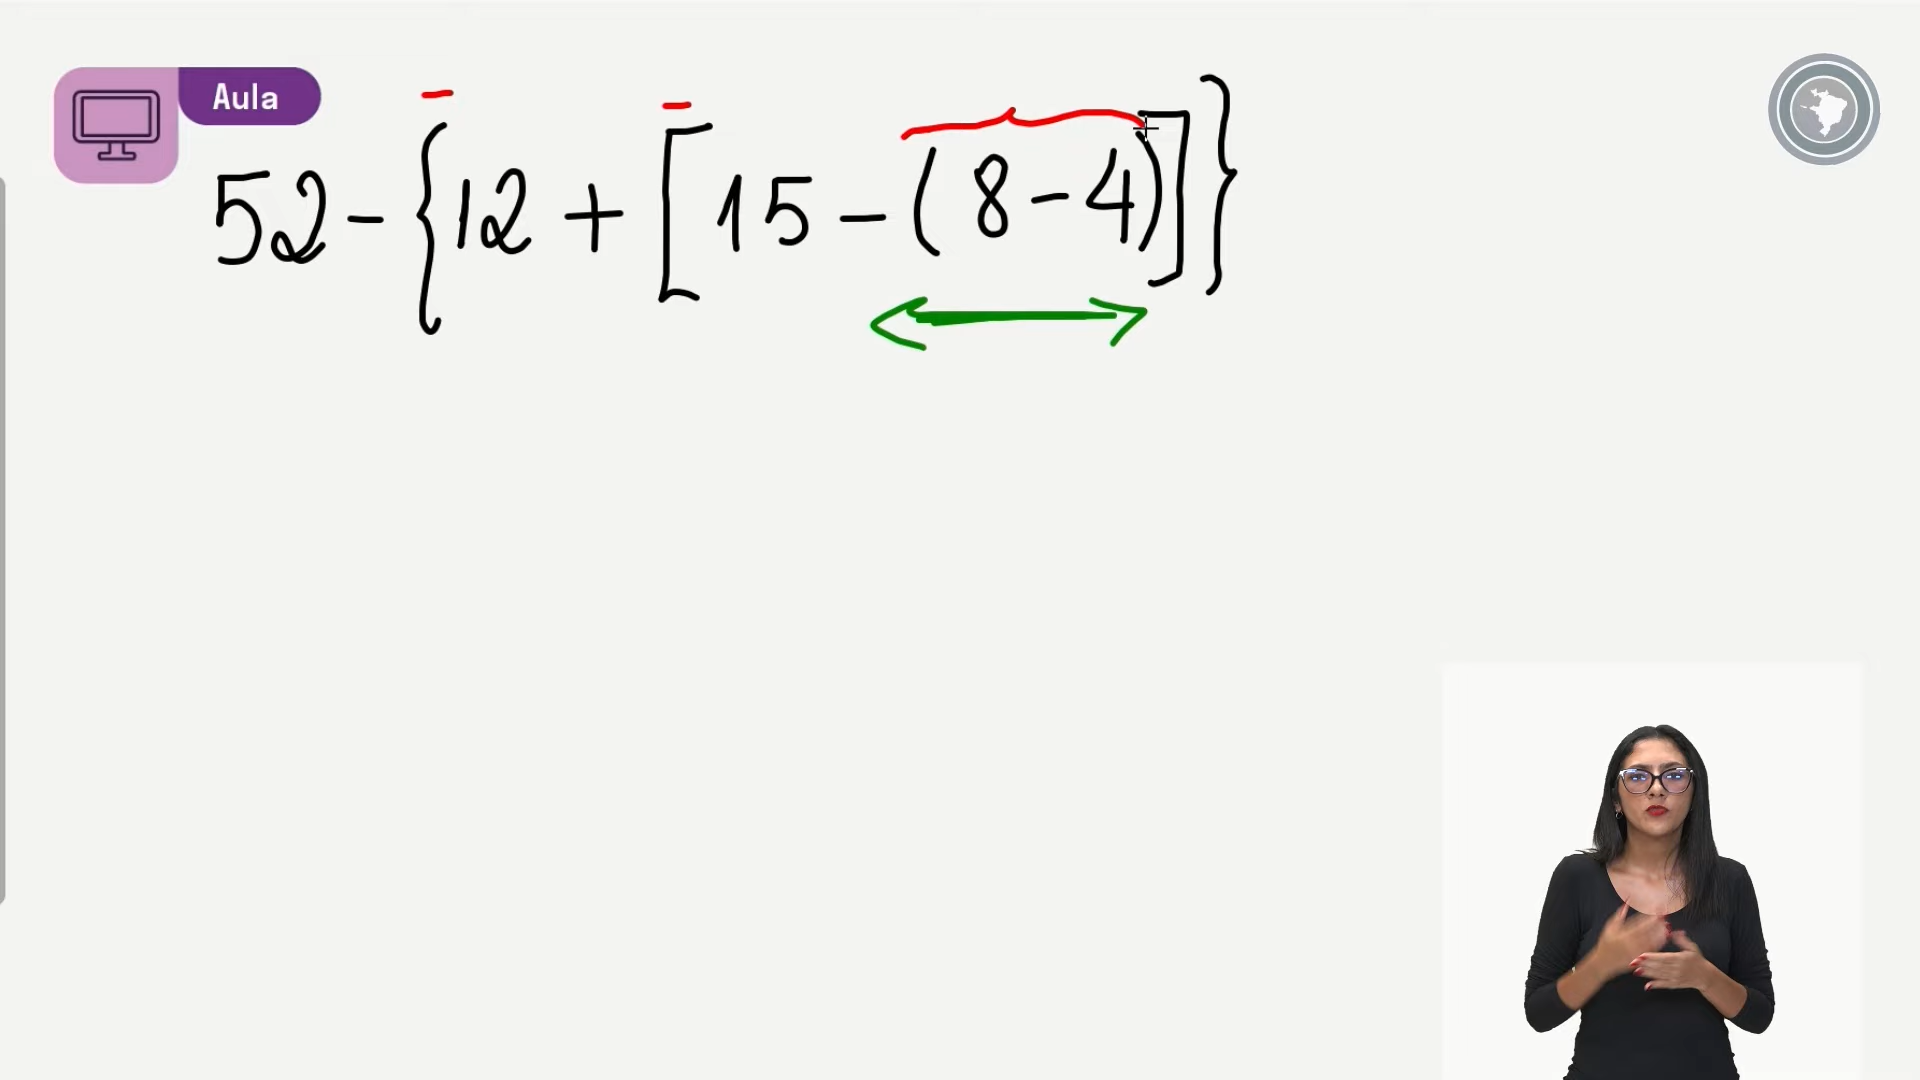 Aula
52 - {12 + [15 - (8 - 4)]}